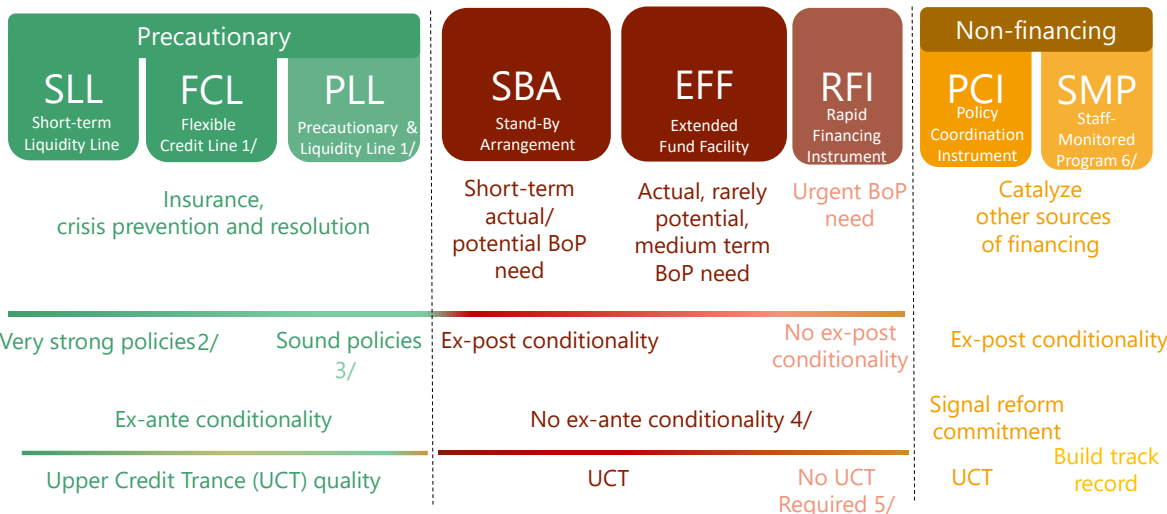 Precautionary
SLL
Short-term
Liquidity Line
FCL
Flexible
Credit Line 1/
PLL
Precautionary &
Liquidity Line 1/
SBA
Stand-By
Arrangement
EFF
Extended
Fund Facility
RFI
Rapid
Financing
Instrument
Non-financing
PCI
Policy
Coordination
Instrument
SMP
Staff-
Monitored
Program 6/
Insurance,
crisis prevention and resolution
Short-term
actual/
potential BoP
need
Actual, rarely
potential,
medium term
BoP need
Urgent BoP
need
Catalyze
other sources
of financing
Very strong policies2/
Sound policies
3/
Ex-post conditionality
No ex-post
conditionality
Ex-post conditionality
Ex-ante conditionality
No ex-ante conditionality 4/
Signal reform
commitment
Upper Credit Trance (UCT) quality
UCT
No UCT
Required 5/
UCT
Build track
record